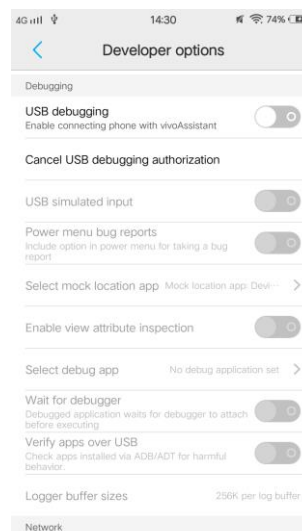 4G 14:30 74%
Developer options
Debugging
USB debugging
Enable connecting phone with vivoAssistant
Cancel USB debugging authorization
USB simulated input
Power menu bug reports
Include option in power menu for taking a bug
report
Select mock location app Mock location app: Devi···
Enable view attribute inspection
Select debug app No debug application set
Wait for debugger
Debugged application waits for debugger to attach
before executing
Verify apps over USB
Check apps installed via ADB/ADT for harmful
behavior.
Logger buffer sizes 256K per log buffer
Network